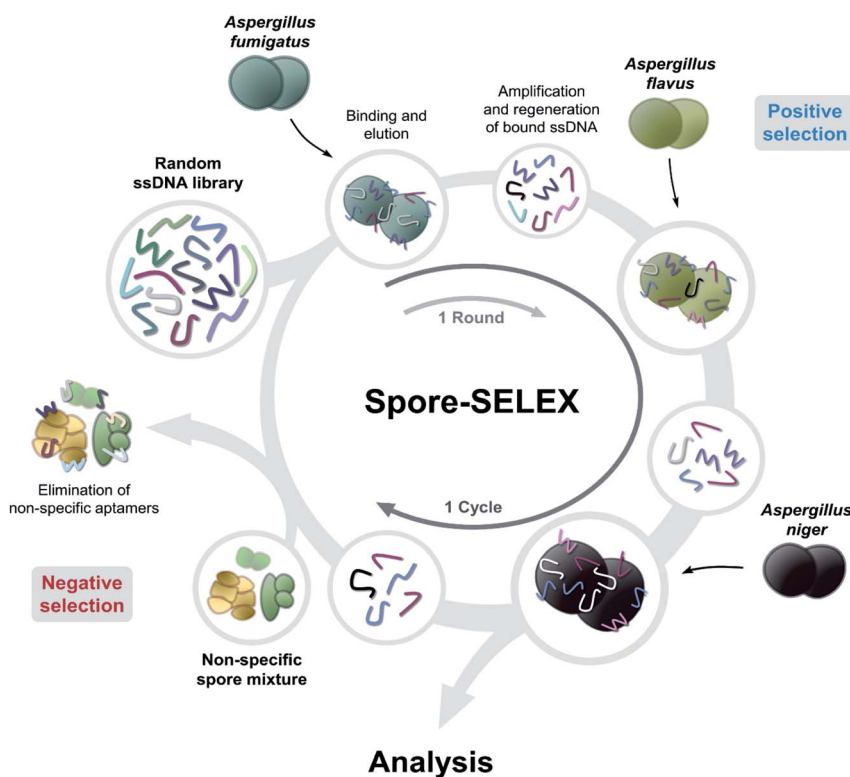 Aspergillus
fumigatus
Binding and
elution
Amplification
and regeneration
of bound ssDNA
Aspergillus
flavus
Positive
selection
Random
ssDNA library
1 Round
Spore-SELEX
1 Cycle
Elimination of
non-specific aptamers
Aspergillus
niger
Negative
selection
Non-specific
spore mixture
Analysis